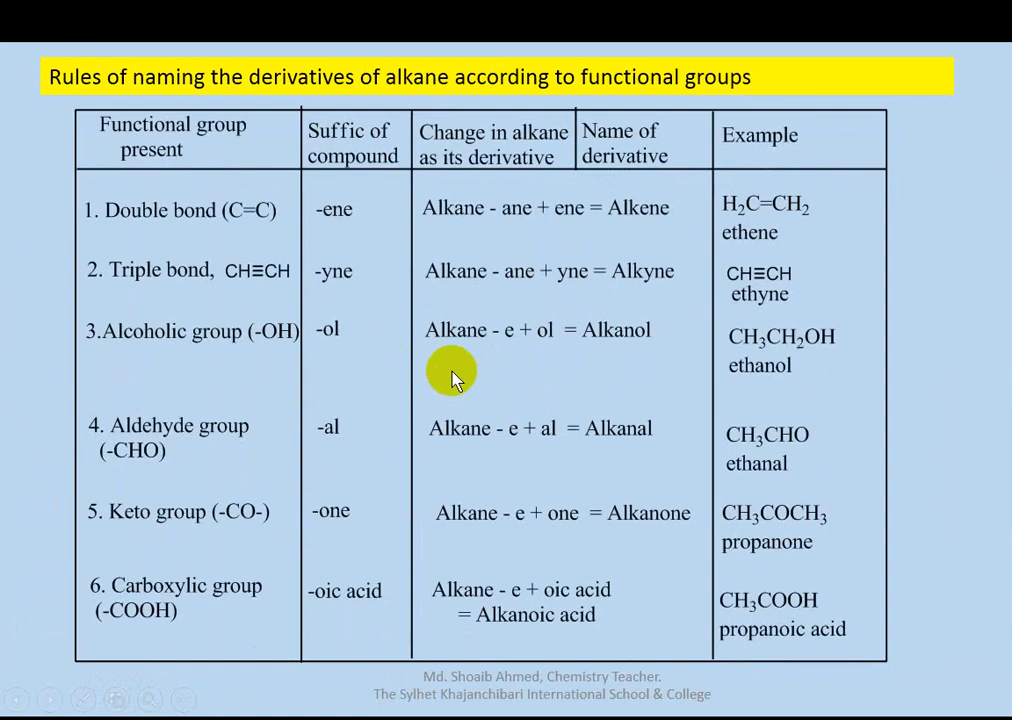 Rules of naming the derivatives of alkane according to functional groups
Functional group present
Suffic of compound
Change in alkane as its derivative
Name of derivative
Example
1. Double bond (C=C)
-ene
Alkane - ane + ene = Alkene
H₂C=CH₂
ethene
2. Triple bond, CH≡CH
-yne
Alkane - ane + yne = Alkyne
CH≡CH
ethyne
3.Alcoholic group (-OH)
-ol
Alkane - e + ol = Alkanol
CH₃CH₂OH
ethanol
4. Aldehyde group
(-CHO)
-al
Alkane - e + al = Alkanal
CH₃CHO
ethanal
5. Keto group (-CO-)
-one
Alkane - e + one = Alkanone
CH₃COCH₃
propanone
6. Carboxylic group
(-COOH)
-oic acid
Alkane - e + oic acid
= Alkanoic acid
CH₃COOH
propanoic acid
Md. Shoaib Ahmed, Chemistry Teacher.
The Sylhet Khajanchibari International School & College